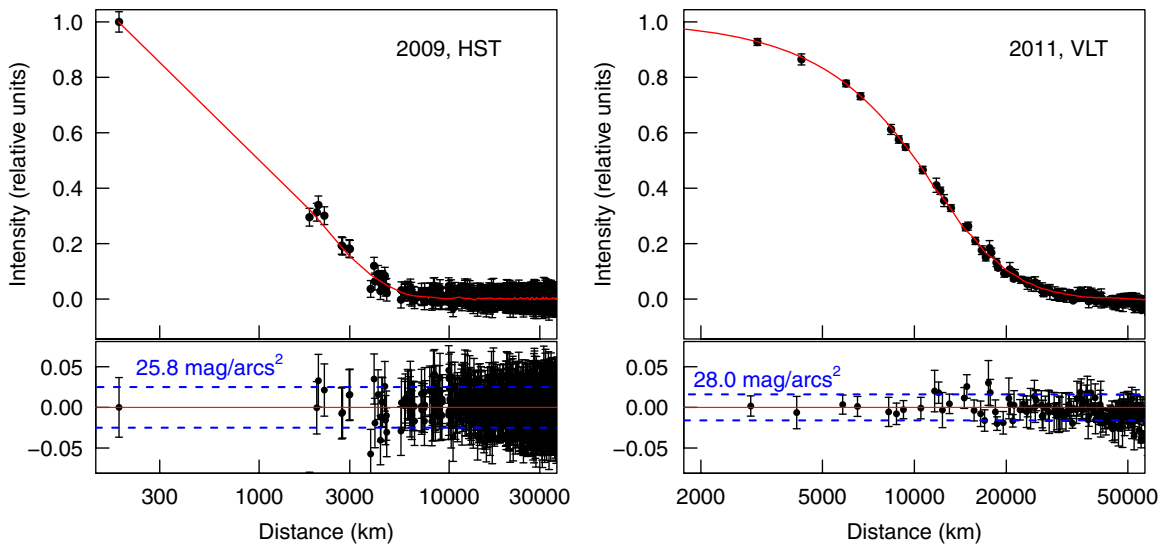 2009, HST
Intensity (relative units)
1.0
0.8
0.6
0.4
0.2
0.0
25.8 mag/arcs²
0.05
0.00
−0.05
300 1000 3000 10000 30000
Distance (km)
2011, VLT
Intensity (relative units)
1.0
0.8
0.6
0.4
0.2
0.0
28.0 mag/arcs²
0.05
0.00
−0.05
2000 5000 10000 20000 50000
Distance (km)